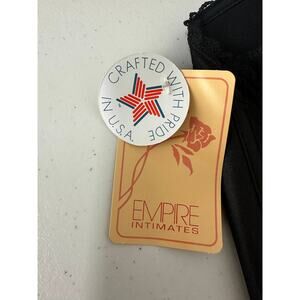 CRAFTED WITH PRIDE IN U.S.A.
EMPIRE
INTIMATES